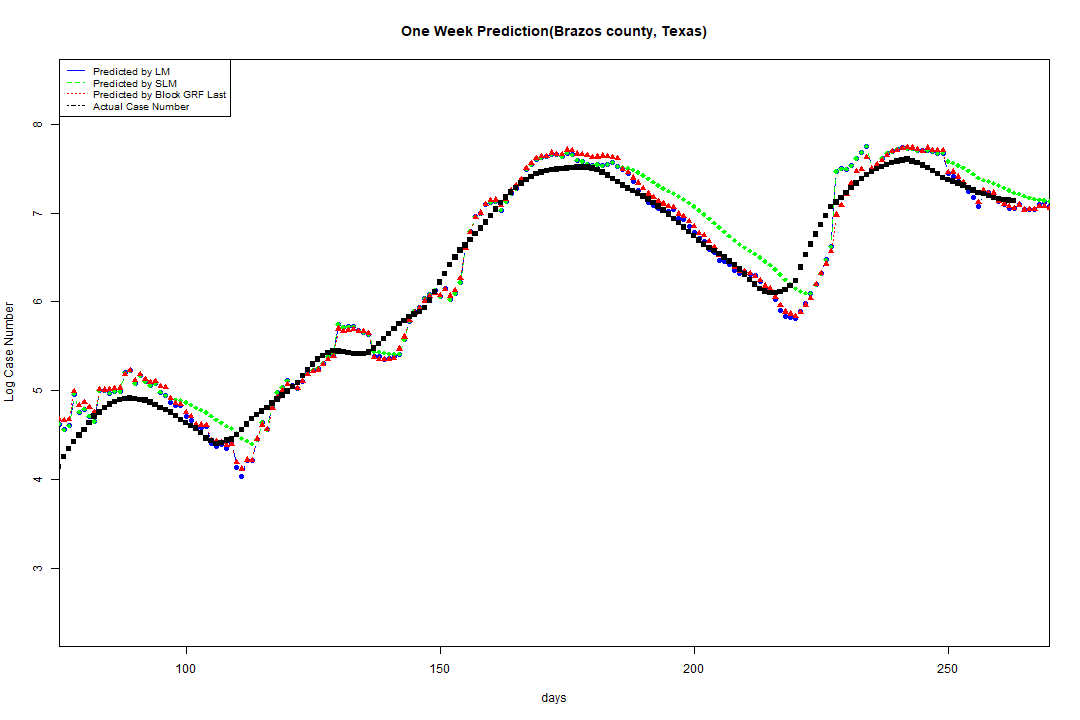 One Week Prediction(Brazos county, Texas)
Predicted by LM
Predicted by SLM
Predicted by Block GRF Last
Actual Case Number
8
7
6
5
4
3
Log Case Number
100 150 200 250
days